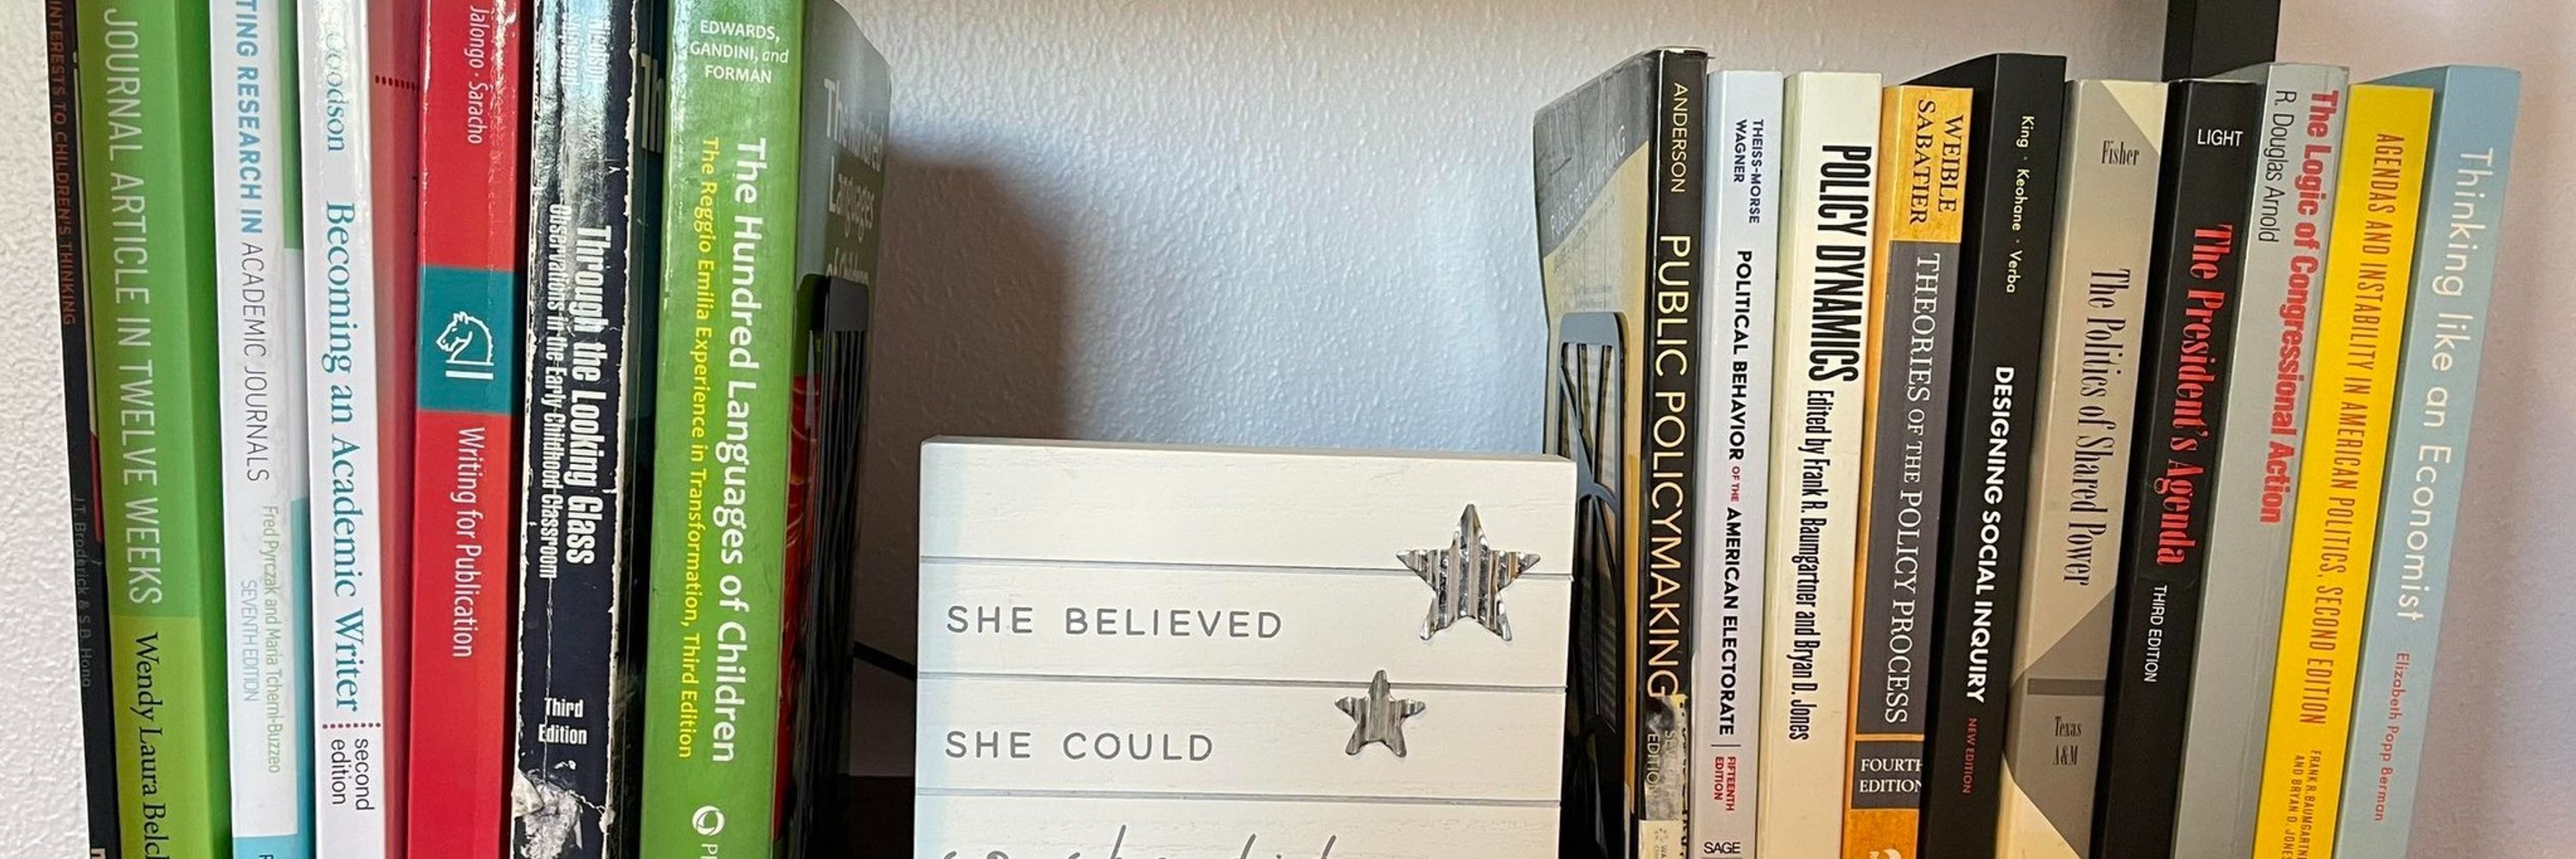 INTERESTS TO CHILDREN'S THINKING
J.T. Broderick & S.B. Hong
JOURNAL ARTICLE IN TWELVE WEEKS
Wendy Laura Belch
TING RESEARCH IN ACADEMIC JOURNALS
Fred Pyrczak and Maria Tcherni-Buzzeo
SEVENTH EDITION
Goodson
Becoming an Academic Writer
second
edition
Jalongo · Saracho
Writing for Publication
Through the Looking Glass
Observations in the Early Childhood Classroom
Third
Edition
EDWARDS,
GANDINI, and
FORMAN
The Hundred Languages of Children
The Reggio Emilia Experience in Transformation, Third Edition
The Hundred
Languages
of Children
SHE BELIEVED
SHE COULD
so she did
ANDERSON
PUBLIC POLICYMAKING
EDITION
THEISS-MORSE
WAGNER
POLITICAL BEHAVIOR OF THE AMERICAN ELECTORATE
FIFTEENTH
EDITION
SAGE
POLICY DYNAMICS Edited by Frank R. Baumgartner and Bryan D. Jones
WEIBLE
SABATIER
THEORIES OF THE POLICY PROCESS
FOURTH
EDITION
King · Keohane · Verba
DESIGNING SOCIAL INQUIRY
NEW EDITION
Fisher
The Politics of Shared Power
Texas
A&M
LIGHT
The President's Agenda
THIRD EDITION
The Logic of Congressional Action
R. Douglas Arnold
AGENDAS AND INSTABILITY IN AMERICAN POLITICS, SECOND EDITION
FRANK R. BAUMGARTN
AND BRYAN D. JONES
Thinking like an Economist
Elizabeth Popp Berman